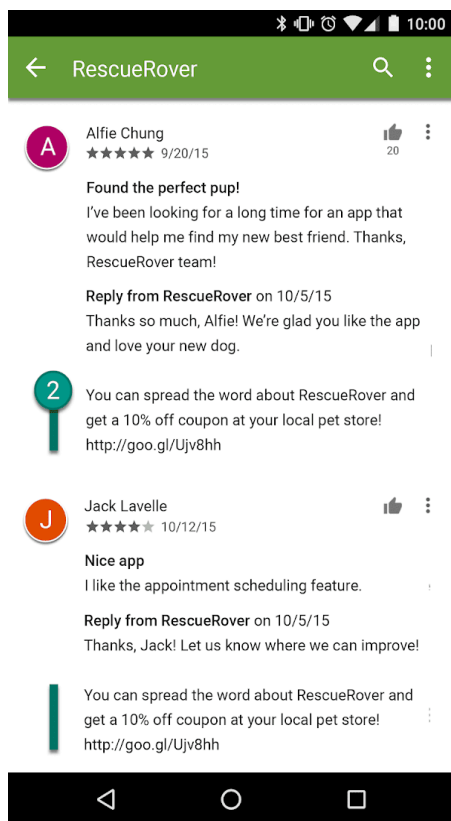 10:00
RescueRover
A
Alfie Chung
9/20/15
20
Found the perfect pup!
I've been looking for a long time for an app that
would help me find my new best friend. Thanks,
RescueRover team!
Reply from RescueRover on 10/5/15
Thanks so much, Alfie! We're glad you like the app
and love your new dog.
2
You can spread the word about RescueRover and
get a 10% off coupon at your local pet store!
http://goo.gl/Ujv8hh
J
Jack Lavelle
10/12/15
Nice app
I like the appointment scheduling feature.
Reply from RescueRover on 10/5/15
Thanks, Jack! Let us know where we can improve!
You can spread the word about RescueRover and
get a 10% off coupon at your local pet store!
http://goo.gl/Ujv8hh